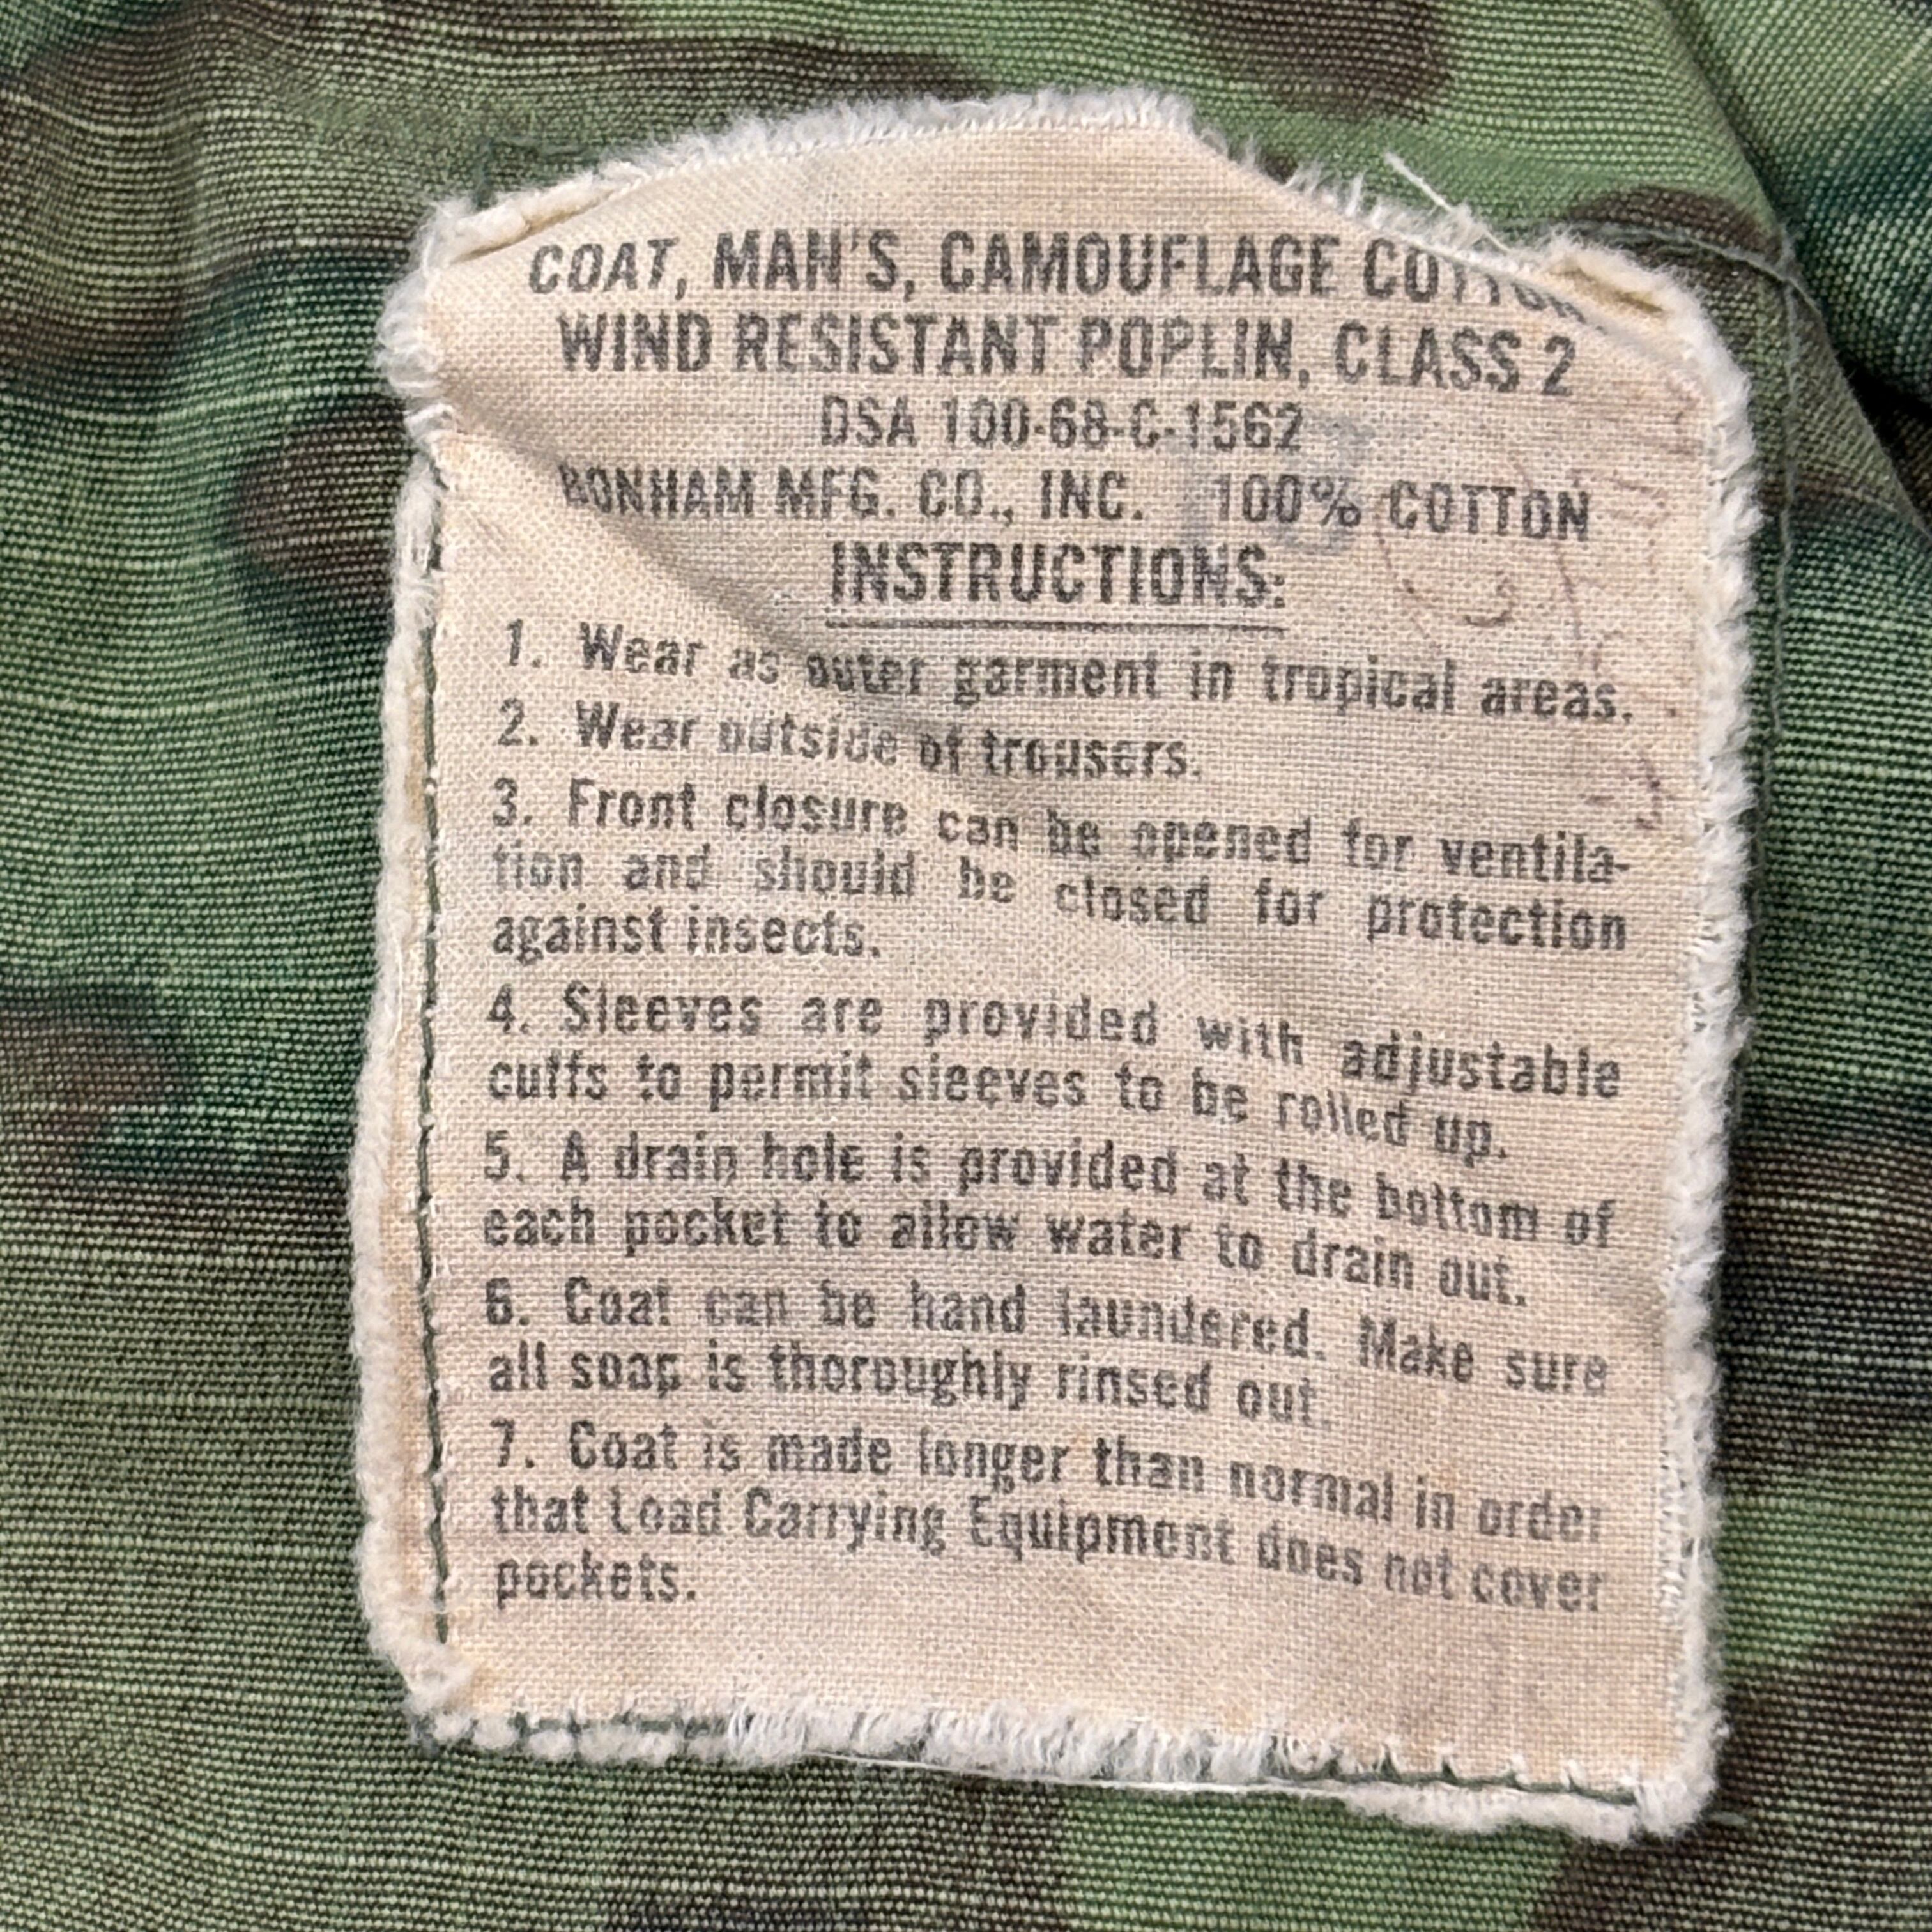 COAT, MAN'S, CAMOUFLAGE COTTON,
WIND RESISTANT POPLIN, CLASS 2
DSA 100-68-C-1562
BONHAM MFG. CO., INC. 100% COTTON
INSTRUCTIONS:
1. Wear as outer garment in tropical areas.
2. Wear outside of trousers.
3. Front closure can be opened for ventila-
tion and should be closed for protection
against insects.
4. Sleeves are provided with adjustable
cuffs to permit sleeves to be rolled up.
5. A drain hole is provided at the bottom of
each pocket to allow water to drain out.
6. Coat can be hand laundered. Make sure
all soap is thoroughly rinsed out.
7. Coat is made longer than normal in order
that Load Carrying Equipment does not cover
pockets.